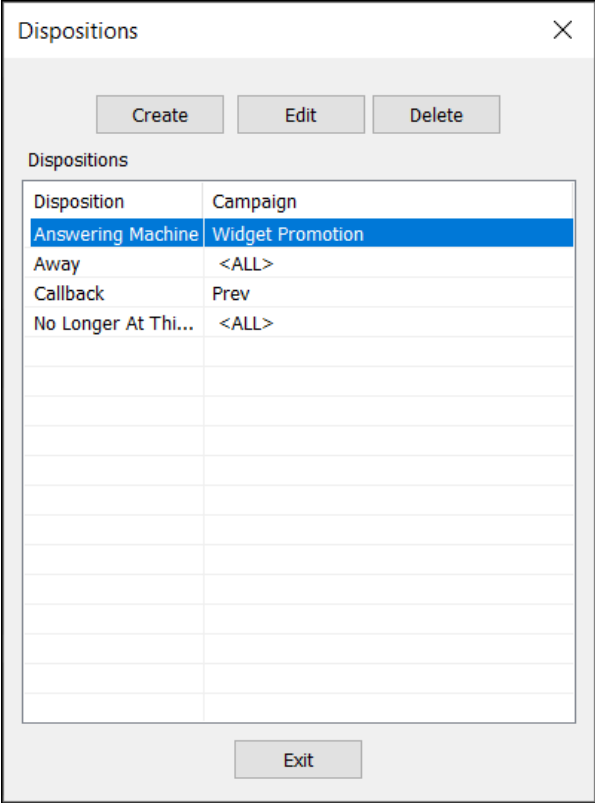 Dispositions
Create Edit Delete
Dispositions
Disposition Campaign
Answering Machine Widget Promotion
Away <ALL>
Callback Prev
No Longer At Thi... <ALL>
Exit